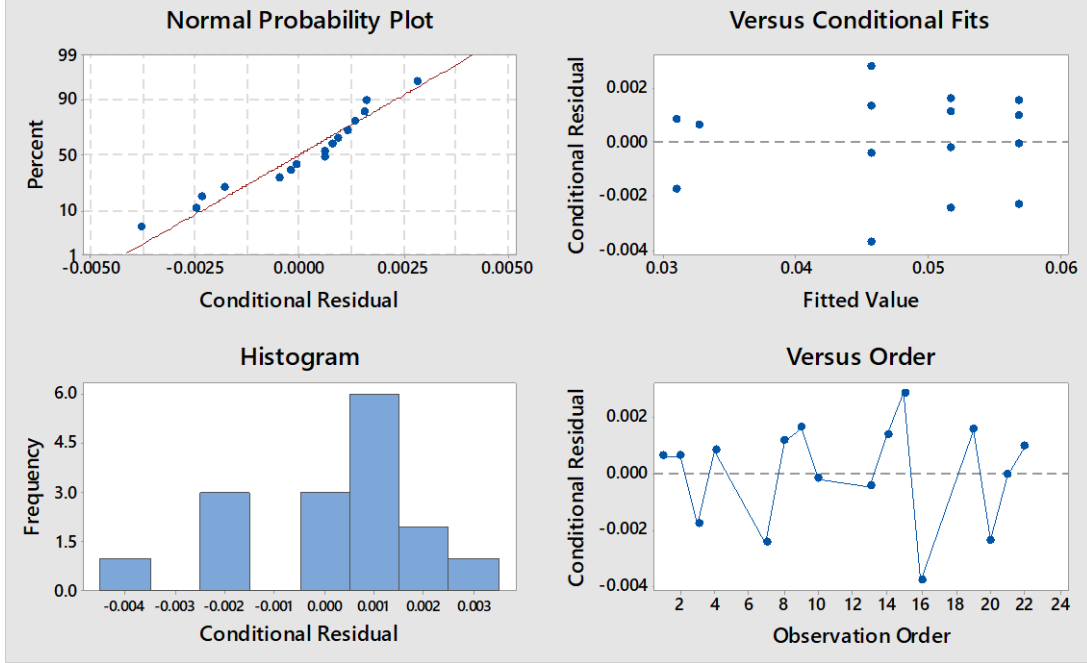 Normal Probability Plot
99
90
50
10
1
Percent
-0.0050 -0.0025 0.0000 0.0025 0.0050
Conditional Residual
Versus Conditional Fits
0.002
0.000
-0.002
-0.004
Conditional Residual
0.03 0.04 0.05 0.06
Fitted Value
Histogram
6.0
4.5
3.0
1.5
0.0
Frequency
-0.004 -0.003 -0.002 -0.001 0.000 0.001 0.002 0.003
Conditional Residual
Versus Order
0.002
0.000
-0.002
-0.004
Conditional Residual
2 4 6 8 10 12 14 16 18 20 22 24
Observation Order